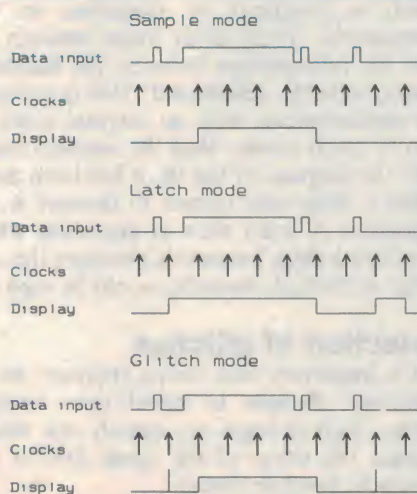 Sample mode
Data input
Clocks
Display
Latch mode
Data input
Clocks
Display
Glitch mode
Data input
Clocks
Display